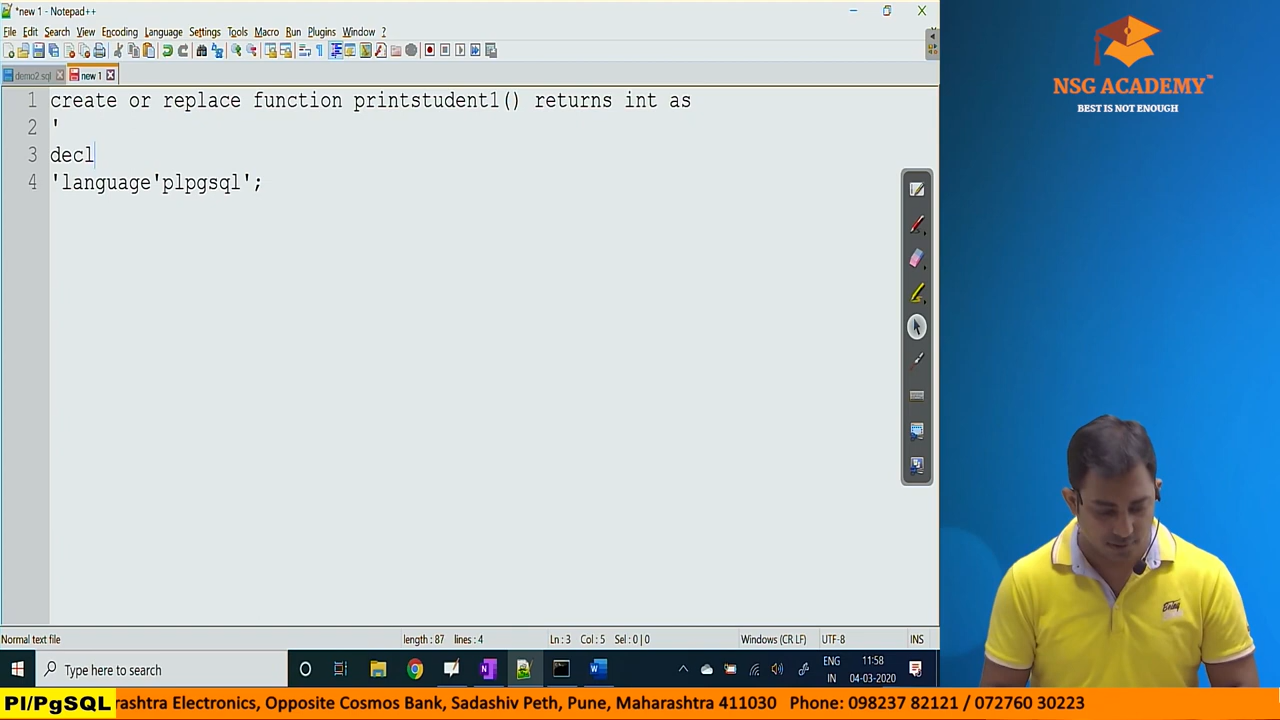 *new 1 - Notepad++
File Edit Search View Encoding Language Settings Tools Macro Run Plugins Window ?
demo2.sql new 1
1 create or replace function printstudent1() returns int as
2 '
3 decl
4 'language'plpgsql';
NSG ACADEMY™
BEST IS NOT ENOUGH
Normal text file length : 87 lines : 4 Ln : 3 Col : 5 Sel : 0 | 0 Windows (CR LF) UTF-8 INS
Type here to search
ENG
IN
11:58
04-03-2020
Pl/PgSQL
rashtra Electronics, Opposite Cosmos Bank, Sadashiv Peth, Pune, Maharashtra 411030 Phone: 098237 82121 / 072760 30223